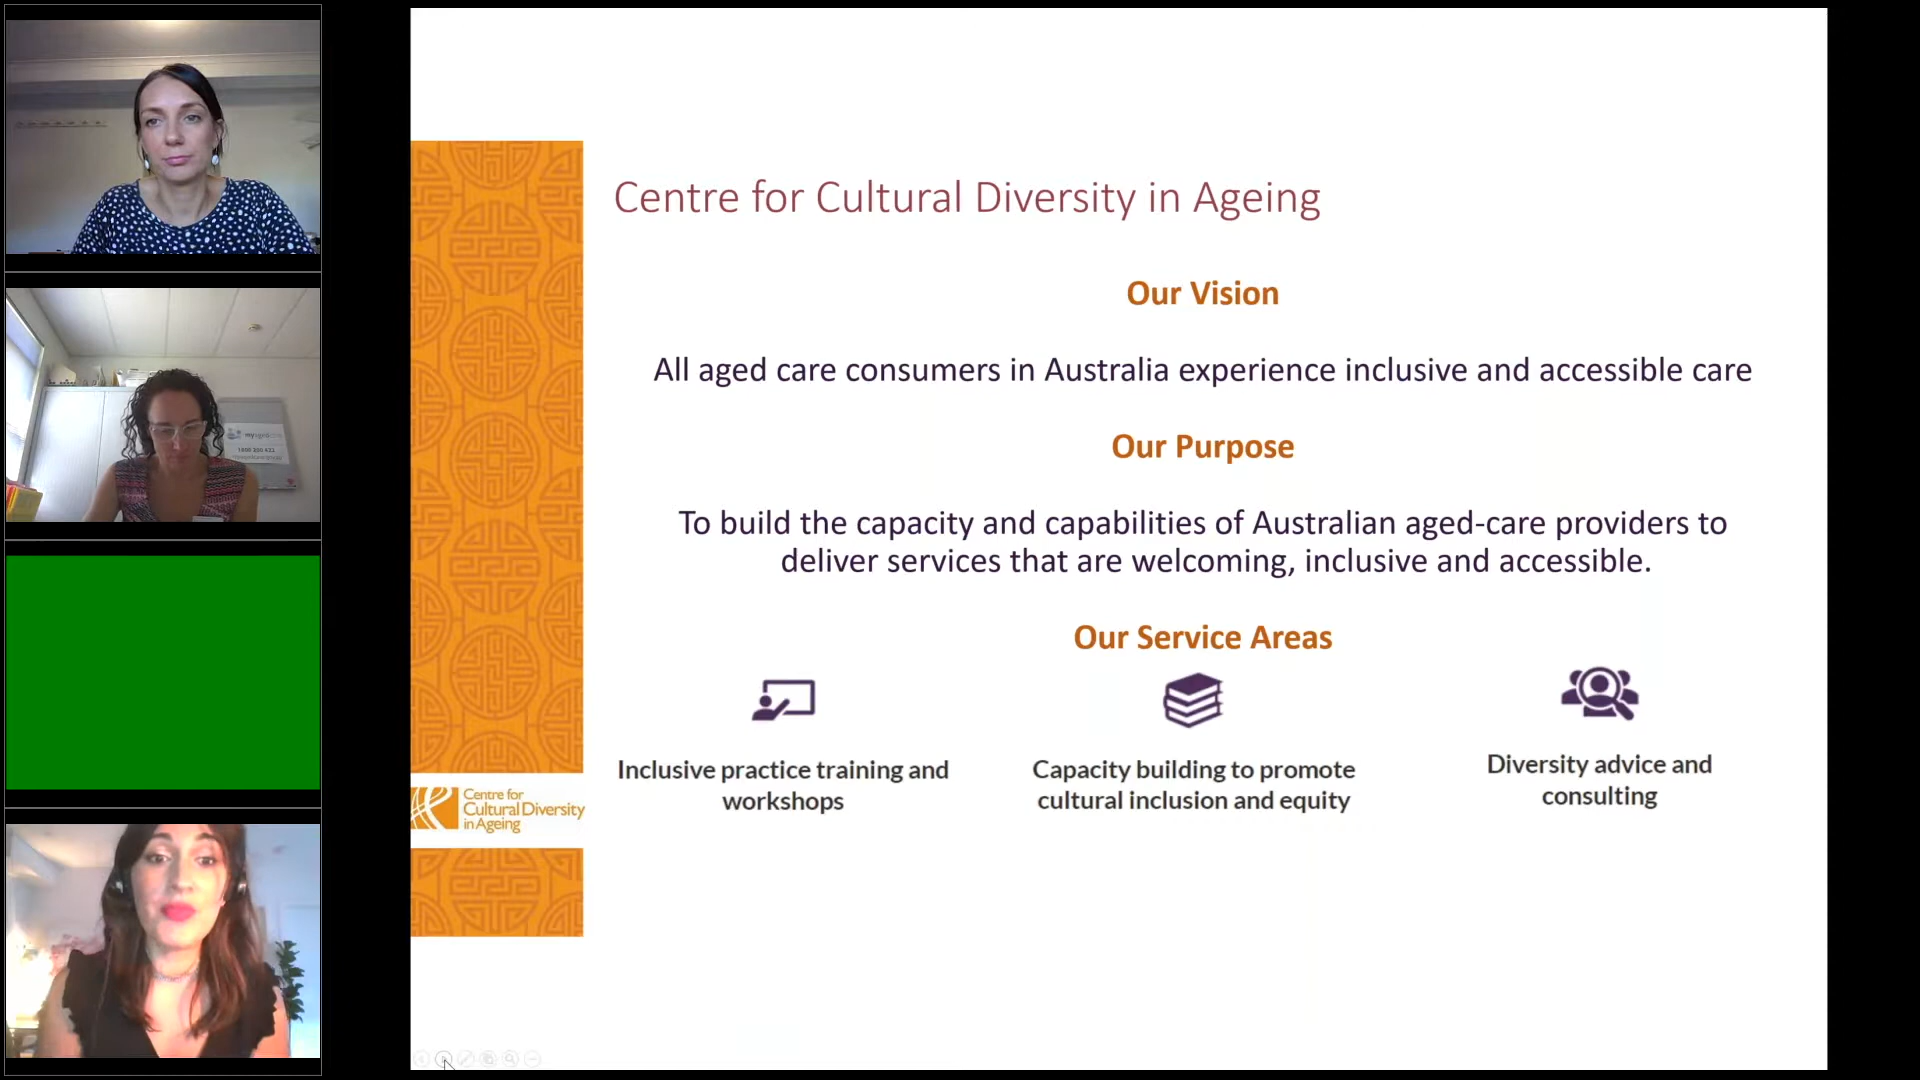 Centre for Cultural Diversity in Ageing
Our Vision
All aged care consumers in Australia experience inclusive and accessible care
Our Purpose
To build the capacity and capabilities of Australian aged-care providers to
deliver services that are welcoming, inclusive and accessible.
Our Service Areas
Inclusive practice training and
workshops
Capacity building to promote
cultural inclusion and equity
Diversity advice and
consulting
Centre for
Cultural Diversity
in Ageing
myagedcare